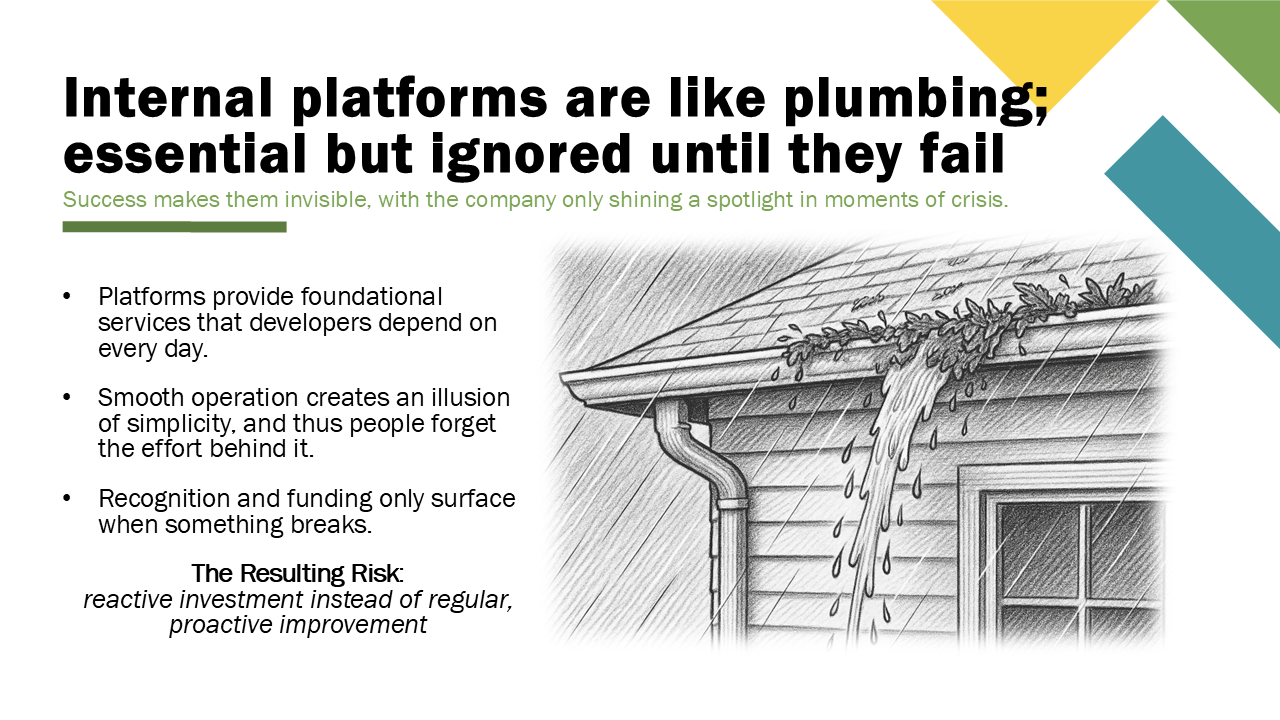 Internal platforms are like plumbing;
essential but ignored until they fail
Success makes them invisible, with the company only shining a spotlight in moments of crisis.
• Platforms provide foundational
services that developers depend on
every day.
• Smooth operation creates an illusion
of simplicity, and thus people forget
the effort behind it.
• Recognition and funding only surface
when something breaks.
The Resulting Risk:
reactive investment instead of regular,
proactive improvement